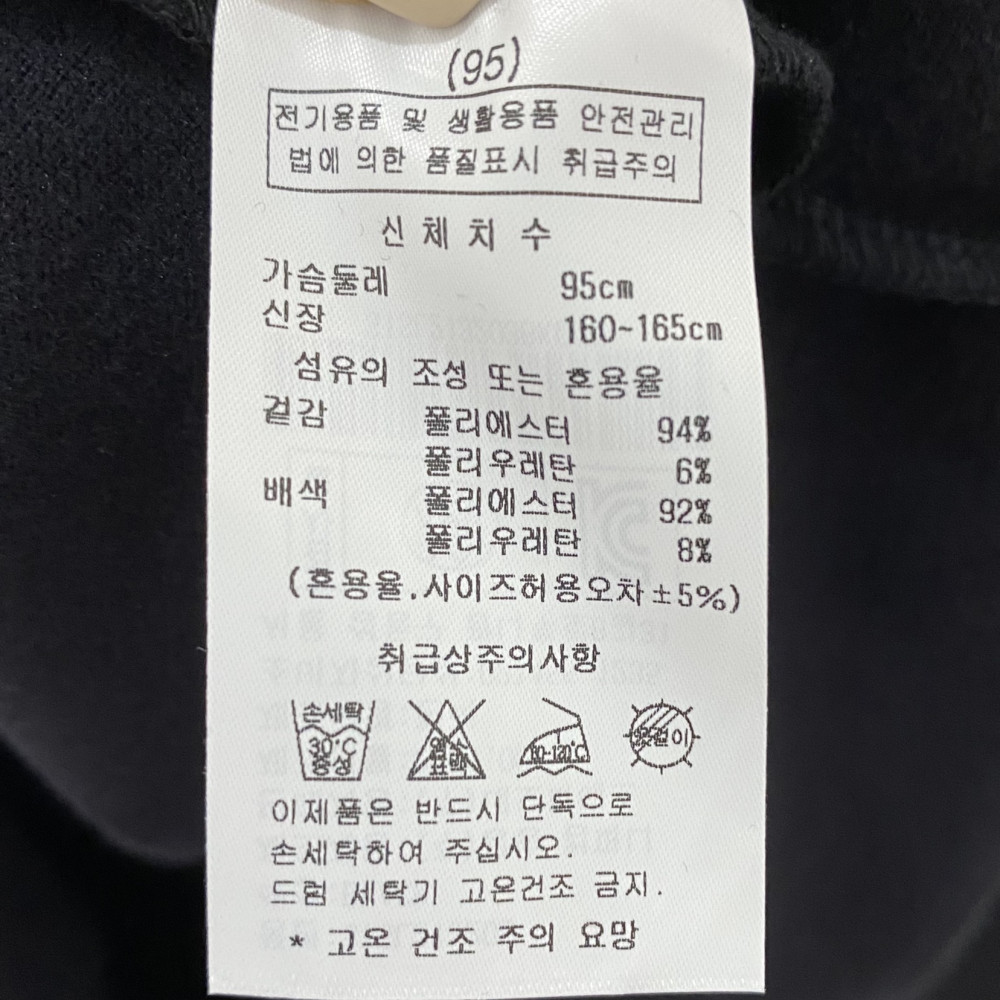 (95)
전기용품 및 생활용품 안전관리
법에 의한 품질표시 취급주의
신체치수
가슴둘레 95cm
신장 160~165cm
섬유의 조성 또는 혼용율
겉감 폴리에스터 94%
폴리우레탄 6%
배색 폴리에스터 92%
폴리우레탄 8%
(혼용율.사이즈허용오차±5%)
취급상주의사항
손세탁 30°C 중성
염소 표백
80-120°C
옷걸이
이제품은 반드시 단독으로
손세탁하여 주십시오.
드럼 세탁기 고온건조 금지.
* 고온 건조 주의 요망